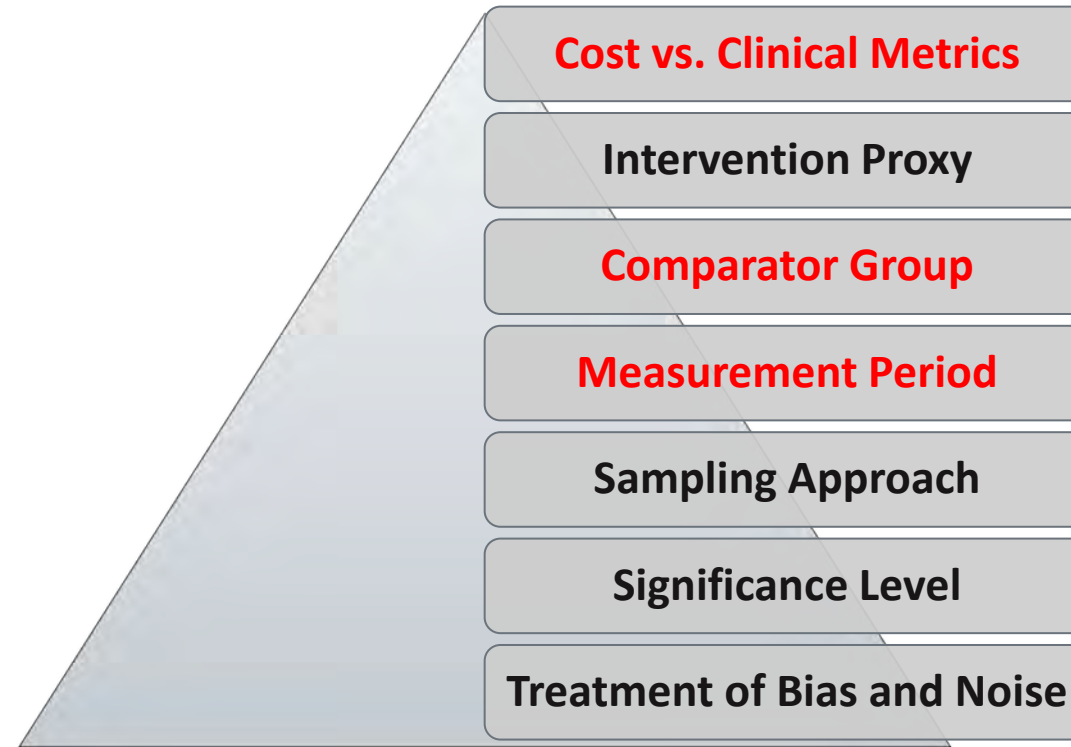 Cost vs. Clinical Metrics
Intervention Proxy
Comparator Group
Measurement Period
Sampling Approach
Significance Level
Treatment of Bias and Noise